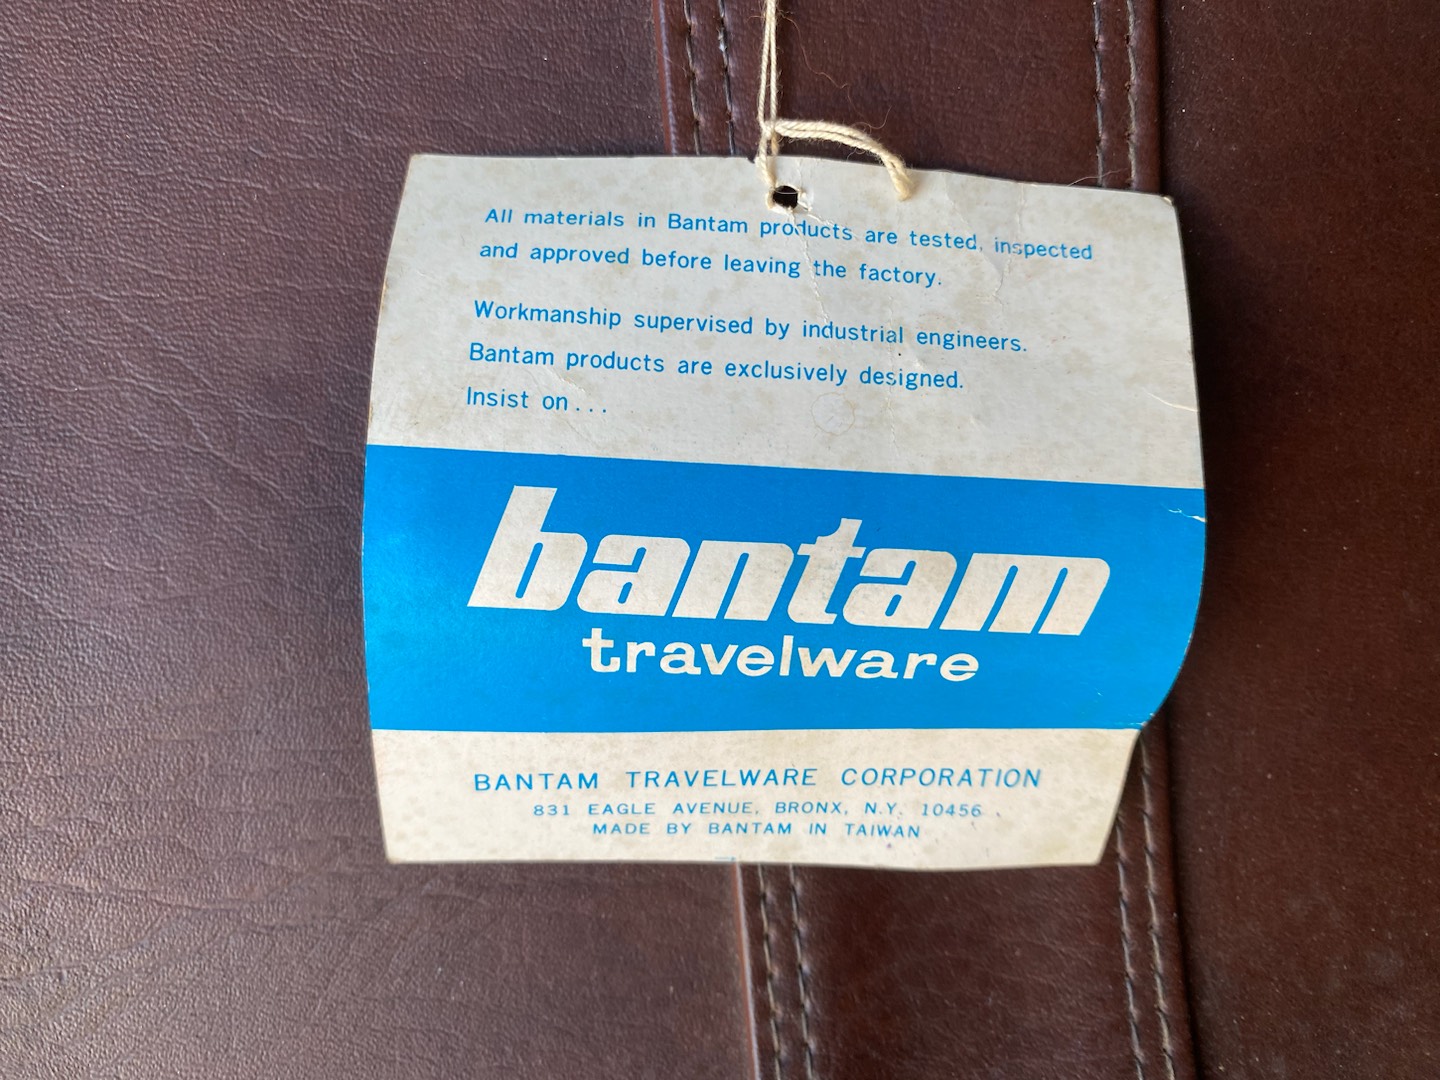 All materials in Bantam products are tested, inspected
and approved before leaving the factory.
Workmanship supervised by industrial engineers.
Bantam products are exclusively designed.
Insist on...
bantam
travelware
BANTAM TRAVELWARE CORPORATION
831 EAGLE AVENUE, BRONX, N.Y. 10456
MADE BY BANTAM IN TAIWAN